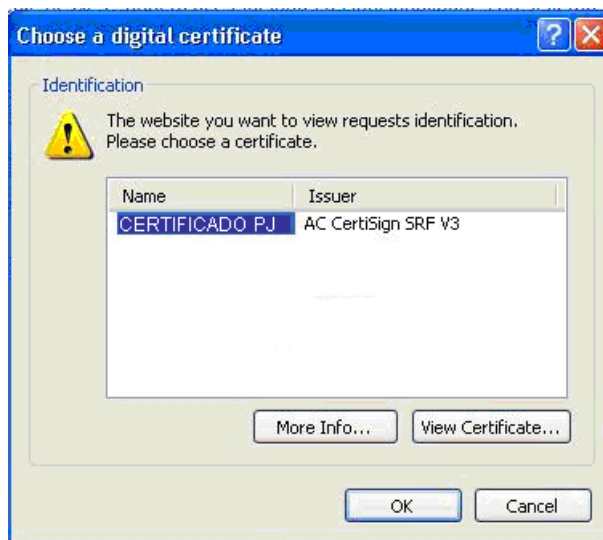 Choose a digital certificate
Identification
The website you want to view requests identification.
Please choose a certificate.
Name Issuer
CERTIFICADO PJ AC CertiSign SRF V3
More Info... View Certificate...
OK Cancel